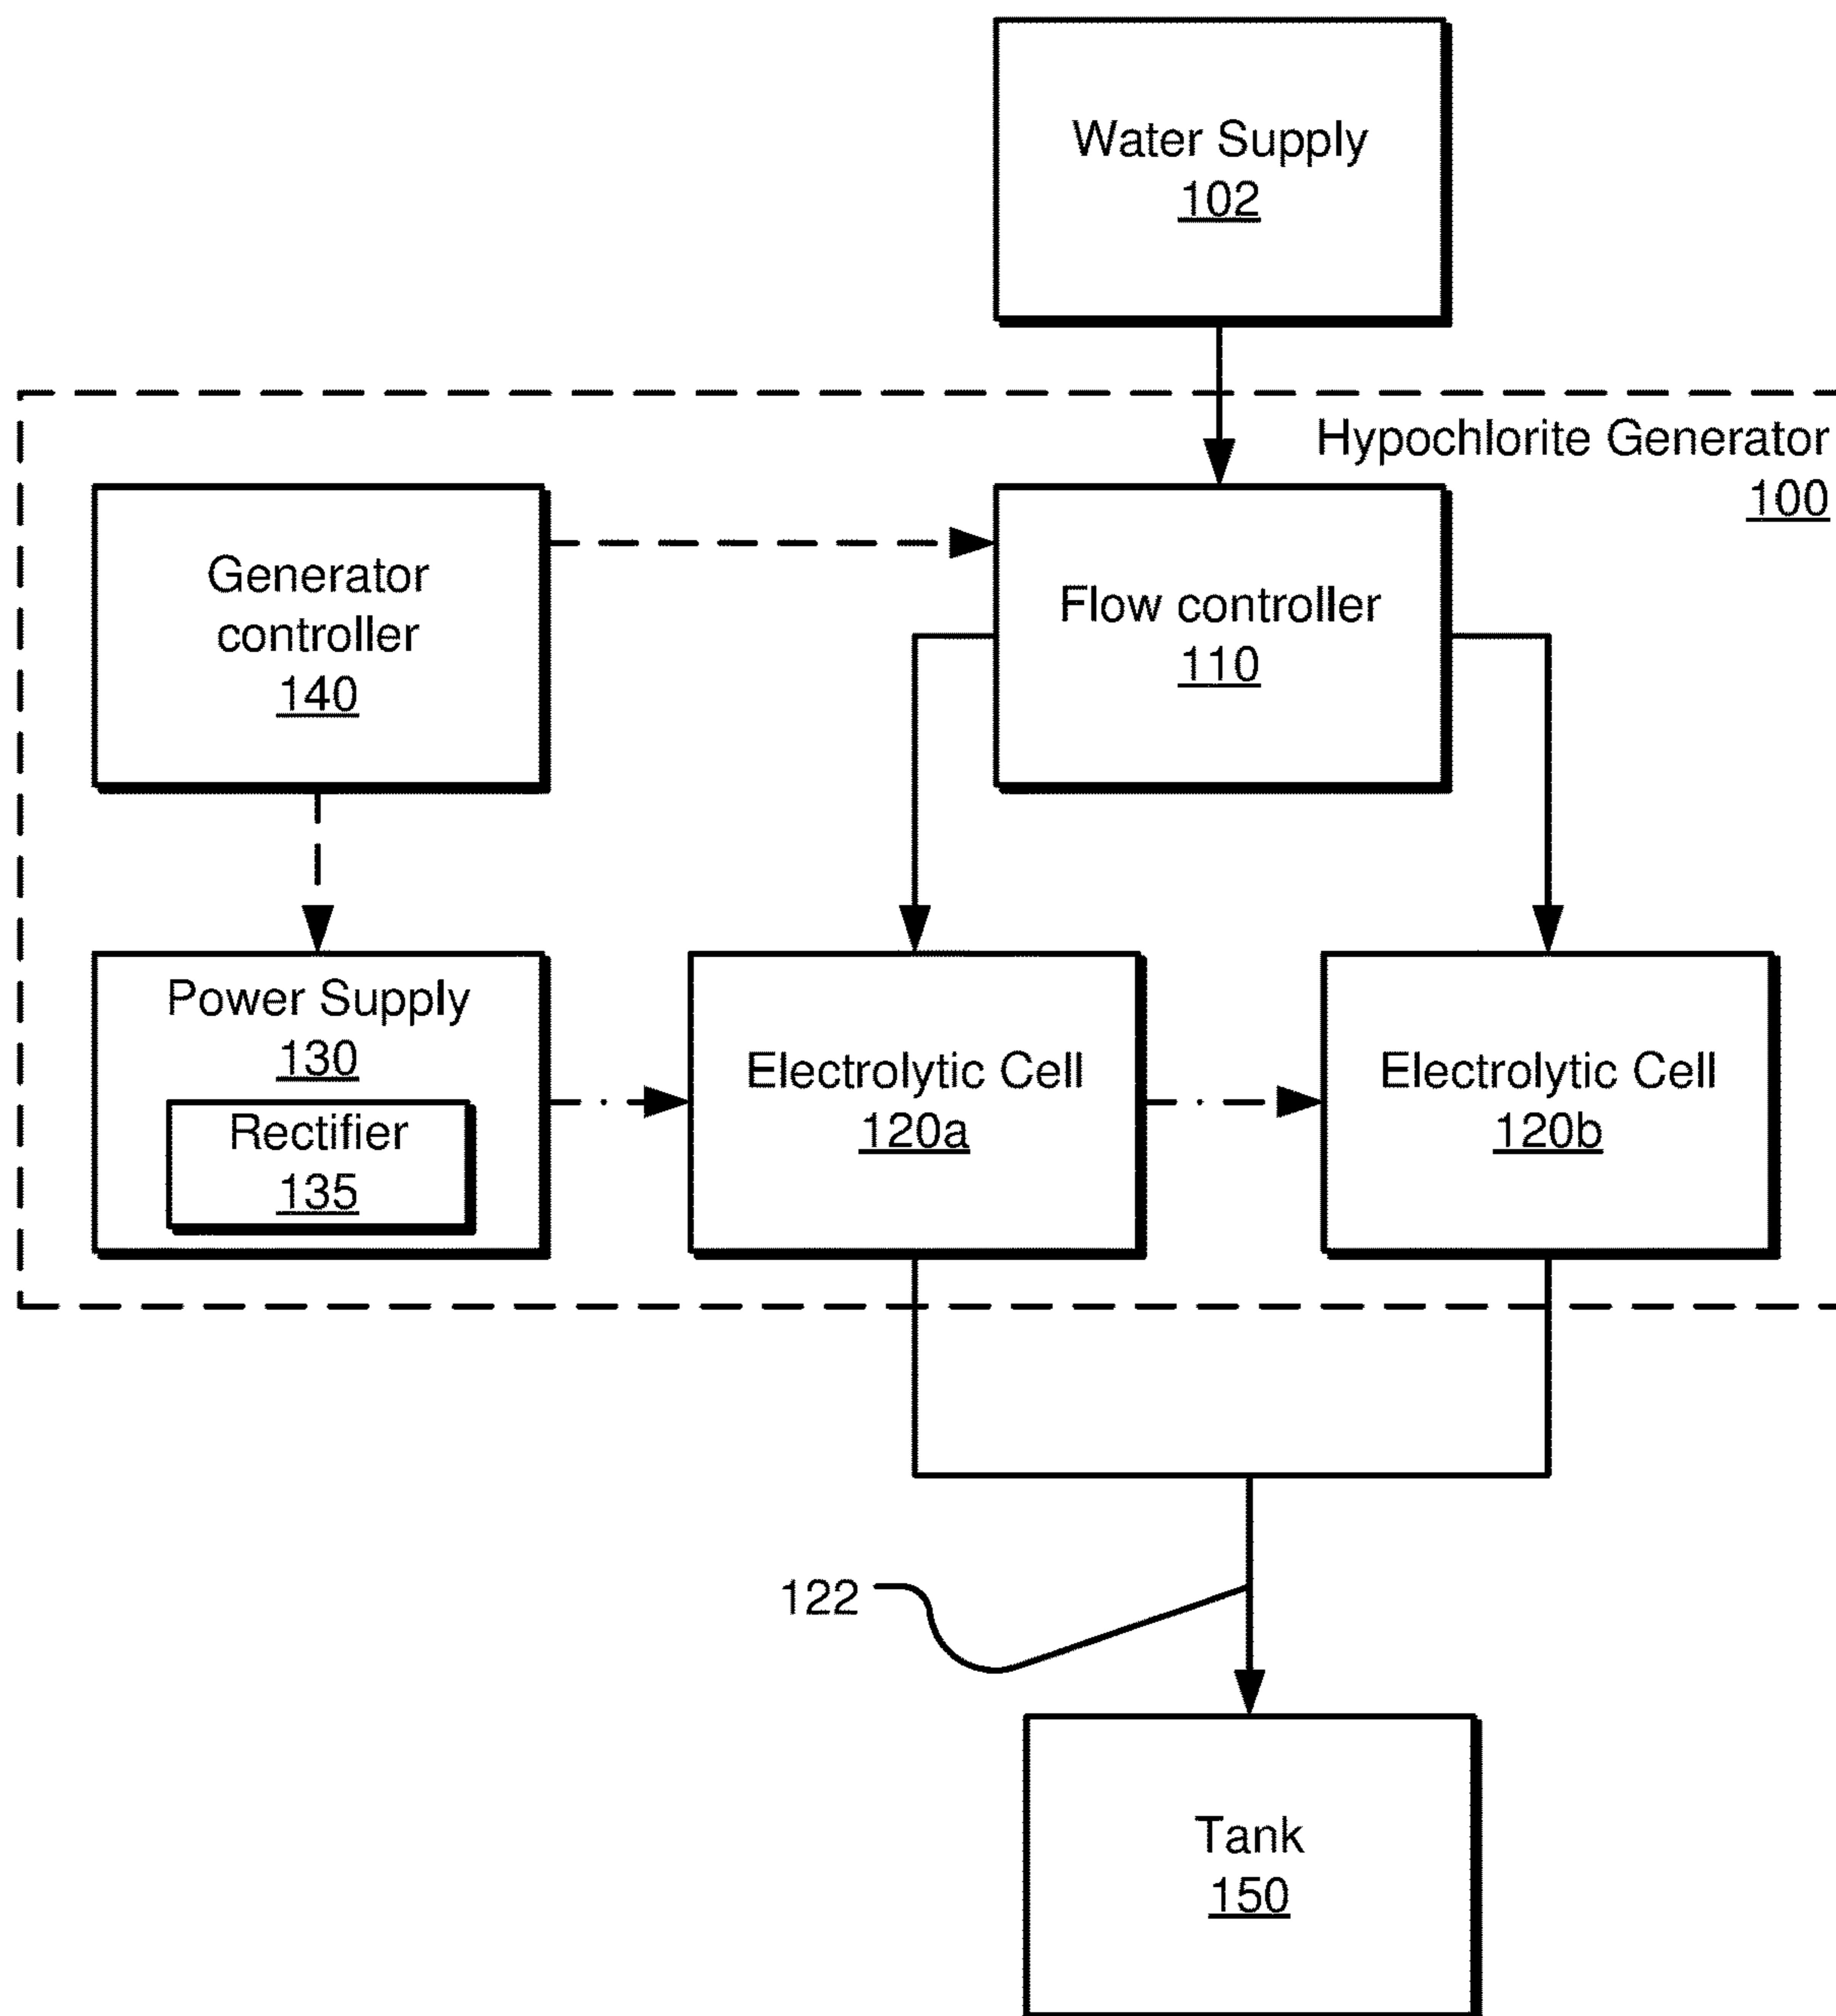 Water Supply
102
Hypochlorite Generator
100
Generator
controller
140
Flow controller
110
Power Supply
130
Rectifier
135
Electrolytic Cell
120a
Electrolytic Cell
120b
122
Tank
150